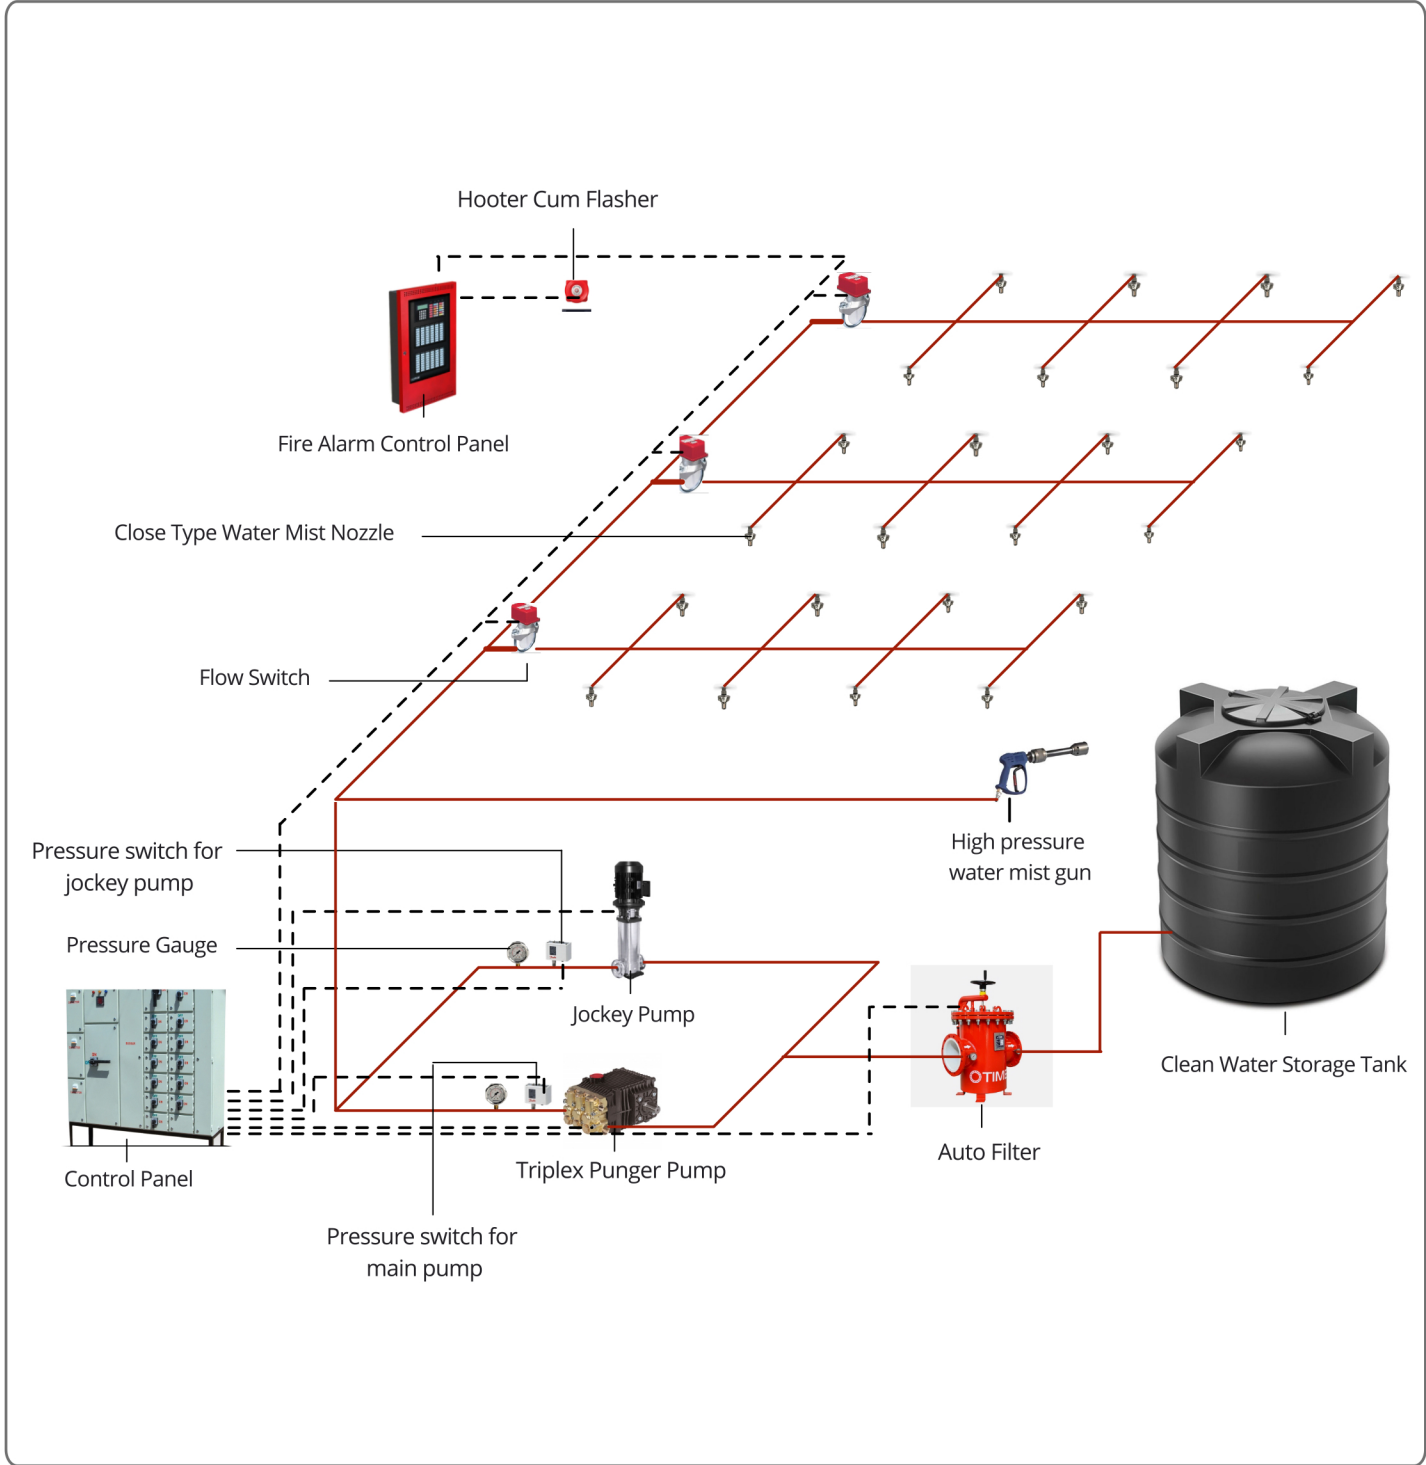 Hooter Cum Flasher
Fire Alarm Control Panel
Close Type Water Mist Nozzle
Flow Switch
High pressure
water mist gun
Pressure switch for
jockey pump
Pressure Gauge
Jockey Pump
OTIM
Clean Water Storage Tank
Auto Filter
Control Panel
Triplex Punger Pump
Pressure switch for
main pump